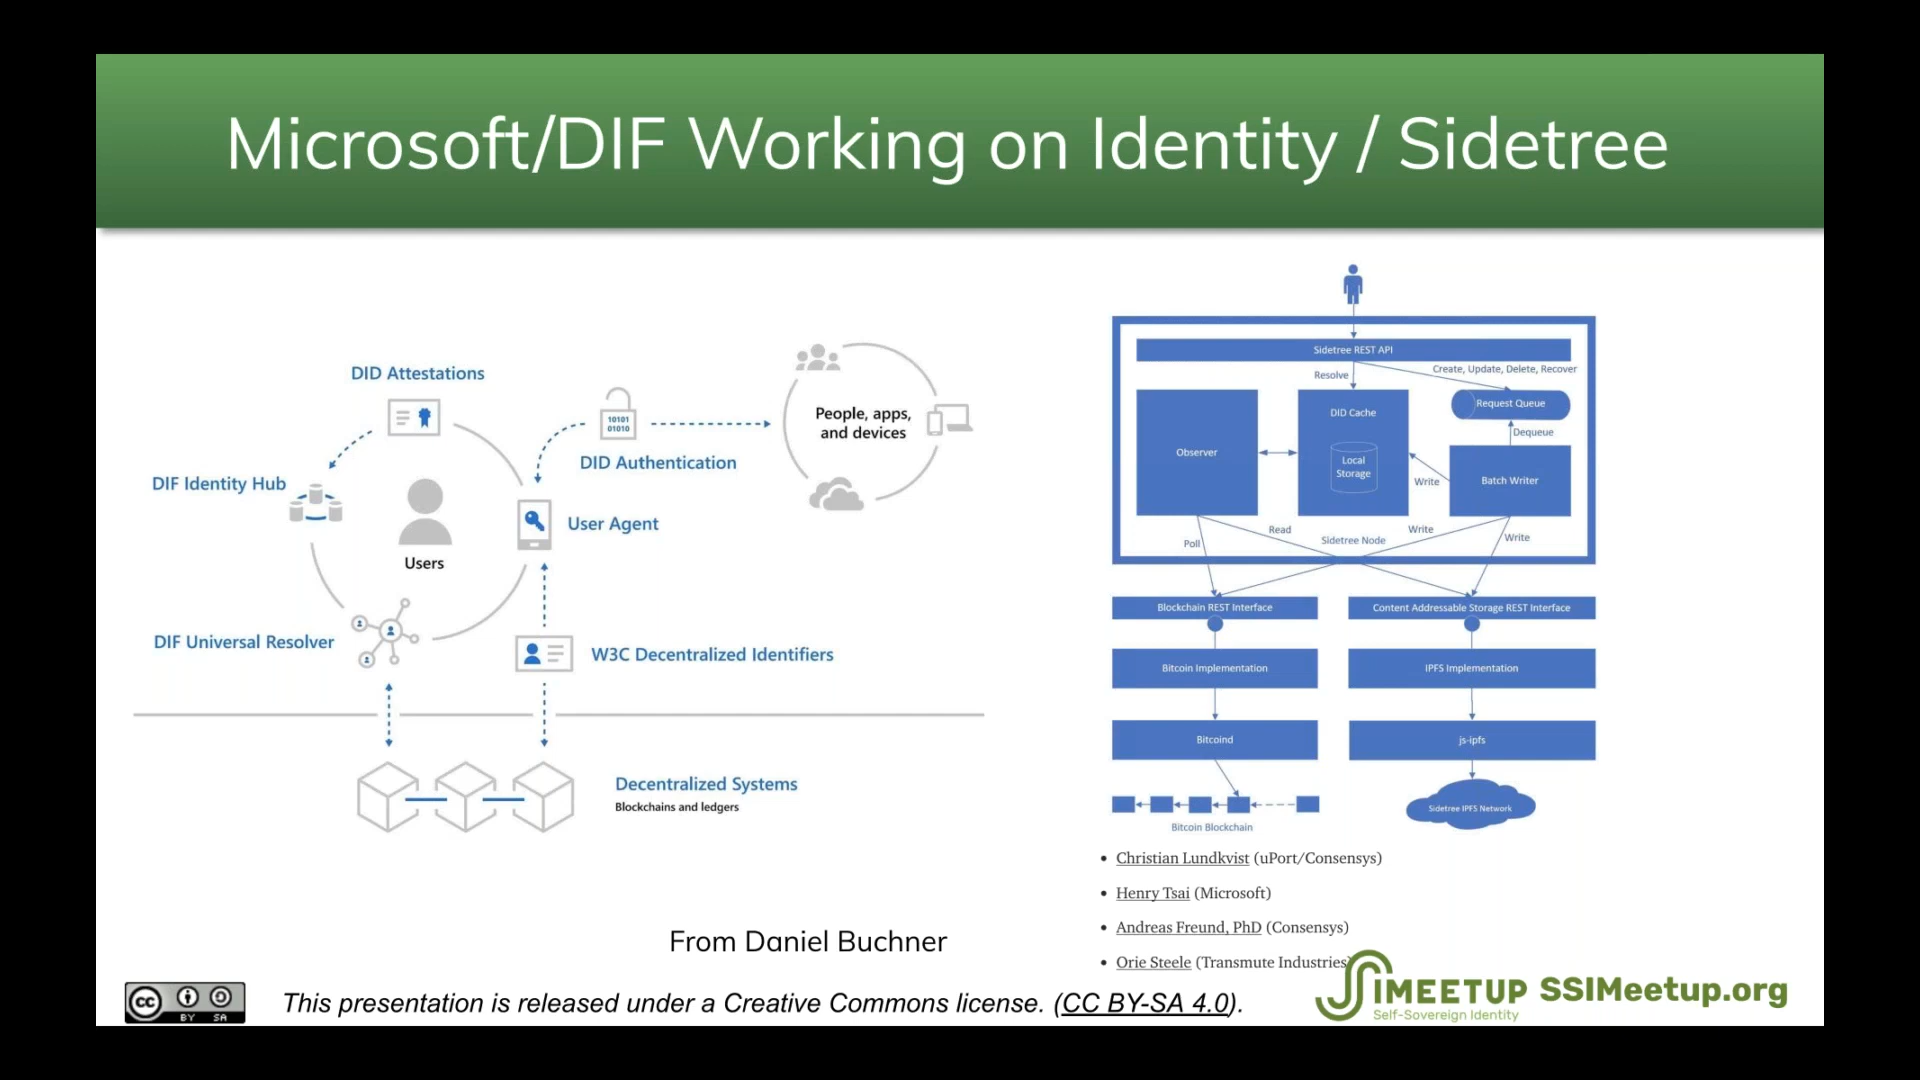 Microsoft/DIF Working on Identity / Sidetree
DID Attestations
DIF Identity Hub
Users
User Agent
10101
01010
DID Authentication
People, apps,
and devices
DIF Universal Resolver
W3C Decentralized Identifiers
Decentralized Systems
Blockchains and ledgers
From Daniel Buchner
Sidetree REST API
Resolve
Create, Update, Delete, Recover
Observer
DID Cache
Local
Storage
Request Queue
Dequeue
Batch Writer
Write
Poll
Read
Sidetree Node
Write
Write
Blockchain REST Interface
Content Addressable Storage REST Interface
Bitcoin Implementation
IPFS Implementation
Bitcoind
js-ipfs
Bitcoin Blockchain
Sidetree IPFS Network
• Christian Lundkvist (uPort/Consensys)
• Henry Tsai (Microsoft)
• Andreas Freund, PhD (Consensys)
• Orie Steele (Transmute Industries)
cc BY SA
This presentation is released under a Creative Commons license. (CC BY-SA 4.0).
SSIMEETUP SSIMeetup.org
Self-Sovereign Identity